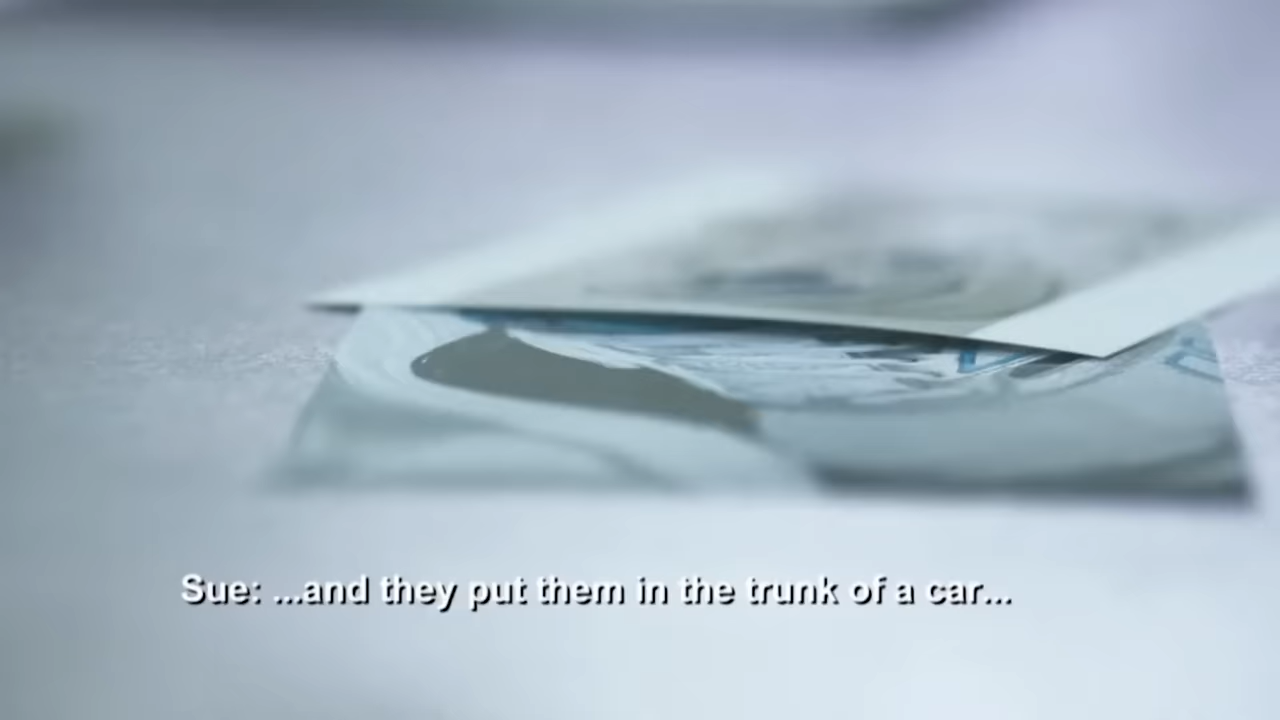 Sue: ...and they put them in the trunk of a car...